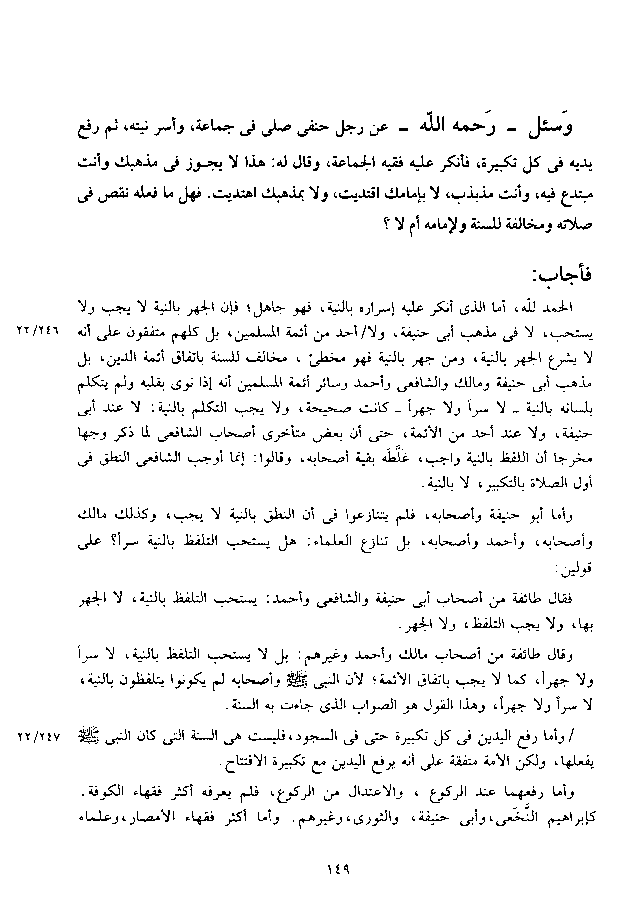 وَسئل ـ رَحمه اللّه ـ عن رجل حنفى صلى فى جماعة، وأسر نيته، ثم رفع
يديه فى كل تكبيرة، فأنكر عليه فقيه الجماعة، وقال له: هذا لا يجوز فى مذهبك وأنت
مبتدع فيه، وأنت مذبذب، لا بإمامك اقتديت، ولا بمذهبك اهتديت. فهل ما فعله نقص فى
صلاته ومخالفة للسنة ولإمامه أم لا ؟
فأجاب:
الحمد للّه، أما الذى أنكر عليه إسراره بالنية، فهو جاهل؛ فإن الجهر بالنية لا يجب ولا
يستحب، لا فى مذهب أبى حنيفة، ولا/ أحد من أئمة المسلمين، بل كلهم متفقون على أنه ٢٢/٢٤٦
لا يشرع الجهر بالنية، ومن جهر بالنية فهو مخطئ ، مخالف للسنة باتفاق أئمة الدين، بل
مذهب أبى حنيفة ومالك والشافعى وأحمد وسائر أئمة المسلمين أنه إذا نوى بقلبه ولم يتكلم
بلسانه بالنية ـ لا سراً ولا جهراً ـ كانت صحيحة، ولا يجب التكلم بالنية: لا عند أبى
حنيفة، ولا عند أحد من الأئمة، حتى أن بعض متأخرى أصحاب الشافعى لما ذكر وجها
مخرجا أن اللفظ بالنية واجب، غلَّطَه بقية أصحابه، وقالوا: إنما أوجب الشافعى النطق فى
أول الصلاة بالتكبير، لا بالنية.
وأما أبو حنيفة وأصحابه، فلم يتنازعوا فى أن النطق بالنية لا يجب، وكذلك مالك
وأصحابه، وأحمد وأصحابه، بل تنازع العلماء: هل يستحب التلفظ بالنية سراً؟ على
قولين:
فقال طائفة من أصحاب أبى حنيفة والشافعى وأحمد: يستحب التلفظ بالنية، لا الجهر
بها، ولا يجب التلفظ، ولا الجهر.
وقال طائفة من أصحاب مالك وأحمد وغيرهم: بل لا يستحب التلفظ بالنية، لا سراً
ولا جهراً، كما لا يجب باتفاق الأئمة؛ لأن النبى ﷺ وأصحابه لم يكونوا يتلفظون بالنية،
لا سراً ولا جهراً، وهذا القول هو الصواب الذى جاءت به السنة.
/ وأما رفع اليدين فى كل تكبيرة حتى فى السجود،فليست هى السنة التى كان النبى ﷺ ٢٢/٢٤٧
يفعلها، ولكن الأمة متفقة على أنه يرفع اليدين مع تكبيرة الافتتاح.
وأما رفعهما عند الركوع ، والاعتدال من الركوع، فلم يعرفه أكثر فقهاء الكوفة.
كإبراهيم النَّخَعى،وأبى حنيفة، والثورى،وغيرهم. وأما أكثر فقهاء الأمصار،وعلماء
١٤٩